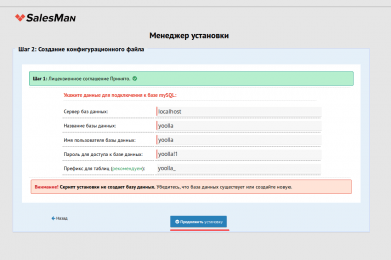 SalesMan
Менеджер установки
Шаг 2: Создание конфигурационного файла
Шаг 1: Лицензионное соглашение Принято.
Укажите данные для подключения к базе mySQL:
Сервер баз данных: localhost
Название базы данных: yoolla
Имя пользователя базы данных: yoolla
Пароль для доступа к базе данных: yoolla11
Префикс для таблиц (рекомендуем): yoolla_
Внимание! Скрипт установки не создает базу данных. Убедитесь, что база данных существует или создайте новую.
Назад
Продолжить установку